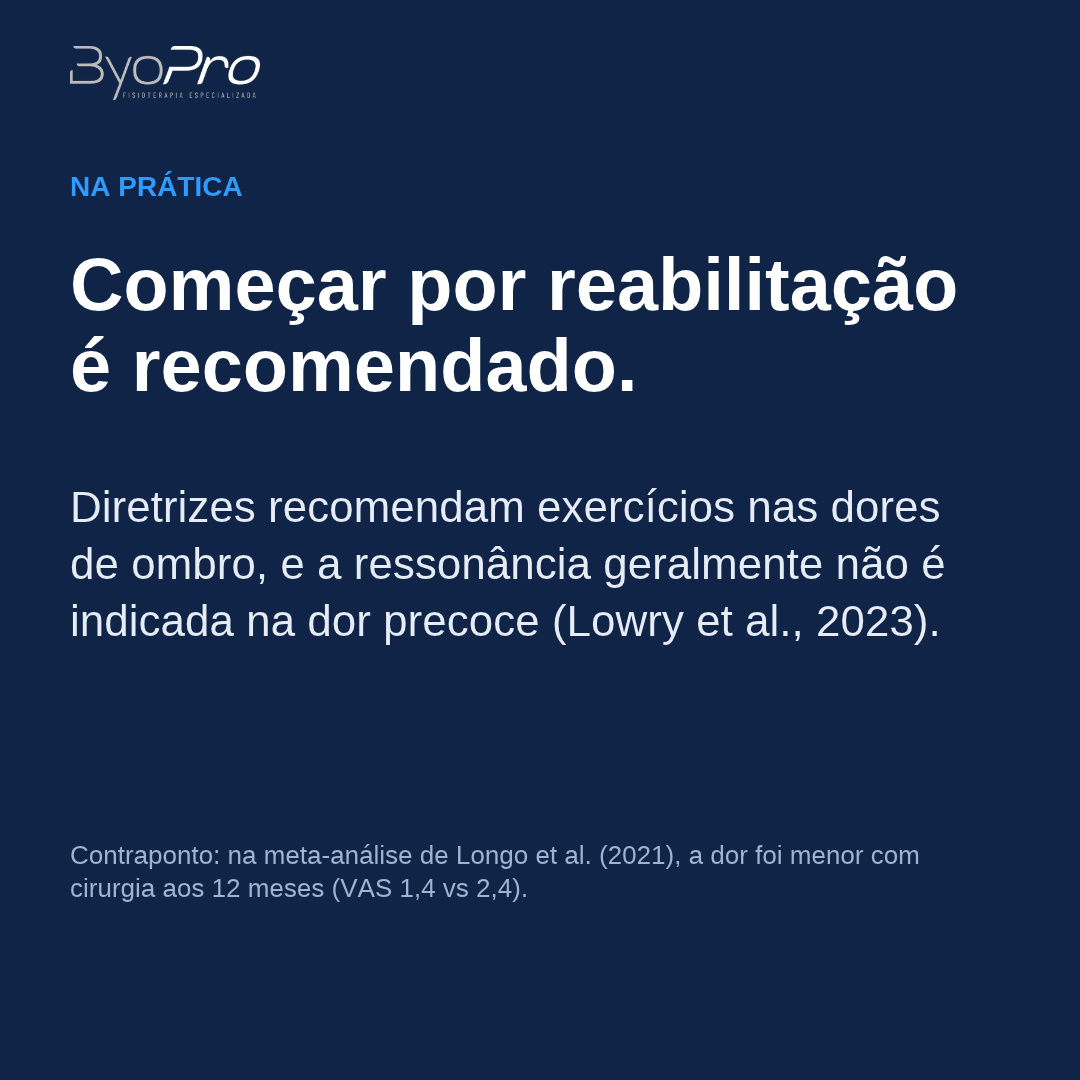 ByoPro
FISIOTERAPIA ESPECIALIZADA
NA PRÁTICA
Começar por reabilitação
é recomendado.
Diretrizes recomendam exercícios nas dores
de ombro, e a ressonância geralmente não é
indicada na dor precoce (Lowry et al., 2023).
Contraponto: na meta-análise de Longo et al. (2021), a dor foi menor com
cirurgia aos 12 meses (VAS 1,4 vs 2,4).